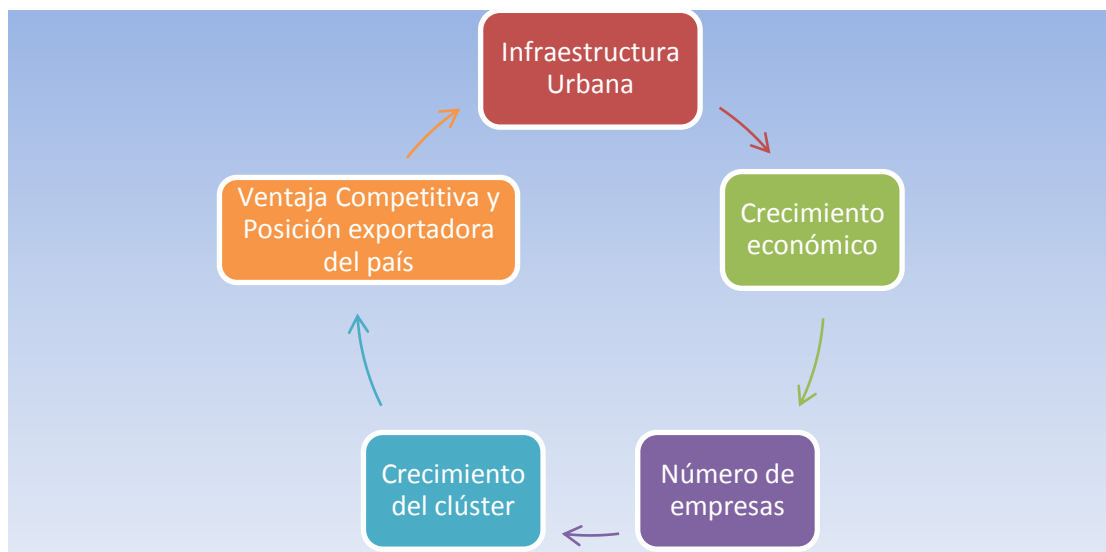 Infraestructura
Urbana
Crecimiento
económico
Número de
empresas
Crecimiento
del clúster
Ventaja Competitiva y
Posición exportadora
del país